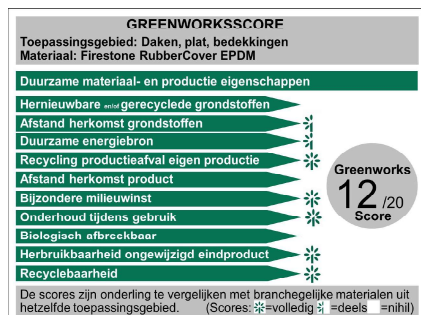 GREENWORKSSCORE
Toepassingsgebied: Daken, plat, bedekkingen
Materiaal: Firestone RubberCover EPDM
Duurzame materiaal- en productie eigenschappen
Hernieuwbare en/of gerecyclede grondstoffen
Afstand herkomst grondstoffen
Duurzame energiebron
Recycling productieafval eigen productie
Afstand herkomst product
Bijzondere milieuwinst
Onderhoud tijdens gebruik
Biologisch afbreekbaar
Herbruikbaarheid ongewijzigd eindproduct
Recyclebaarheid
Greenworks
12/20
Score
De scores zijn onderling te vergelijken met branchegelijke materialen uit
hetzelfde toepassingsgebied. (Scores: =volledig =deels =nihil)